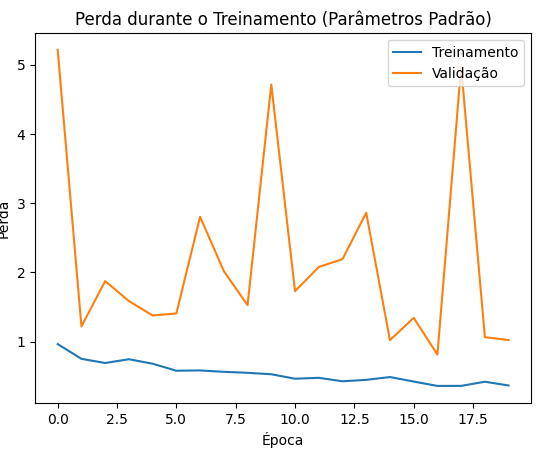 Perda durante o Treinamento (Parâmetros Padrão)
Treinamento
Validação
5
4
3
2
1
Perda
0.0 2.5 5.0 7.5 10.0 12.5 15.0 17.5
Época